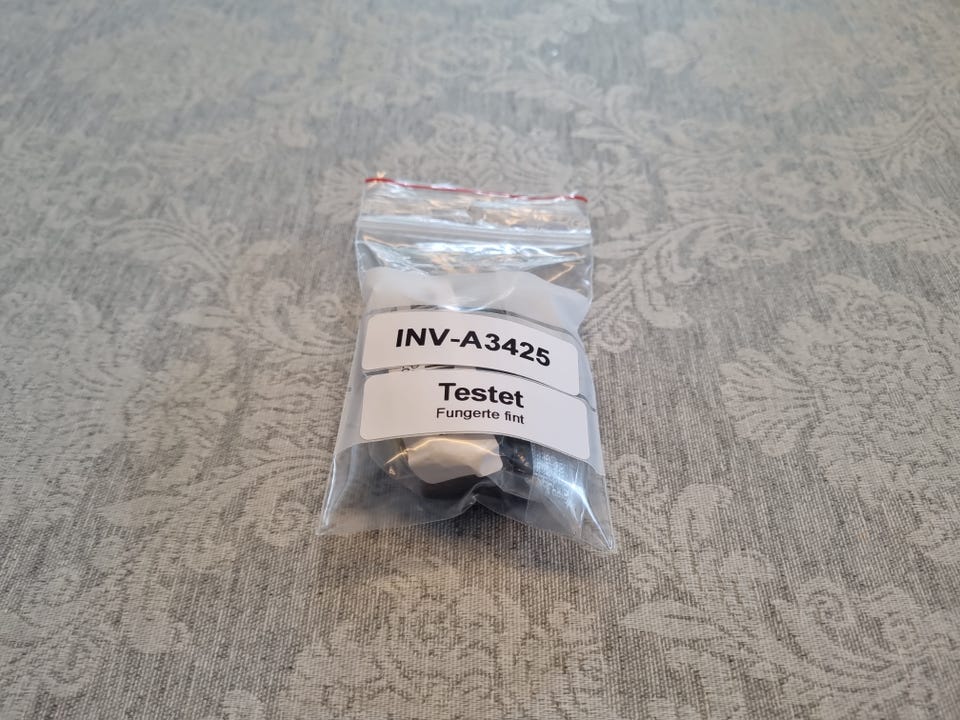 INV-A3425
Testet
Fungerte fint